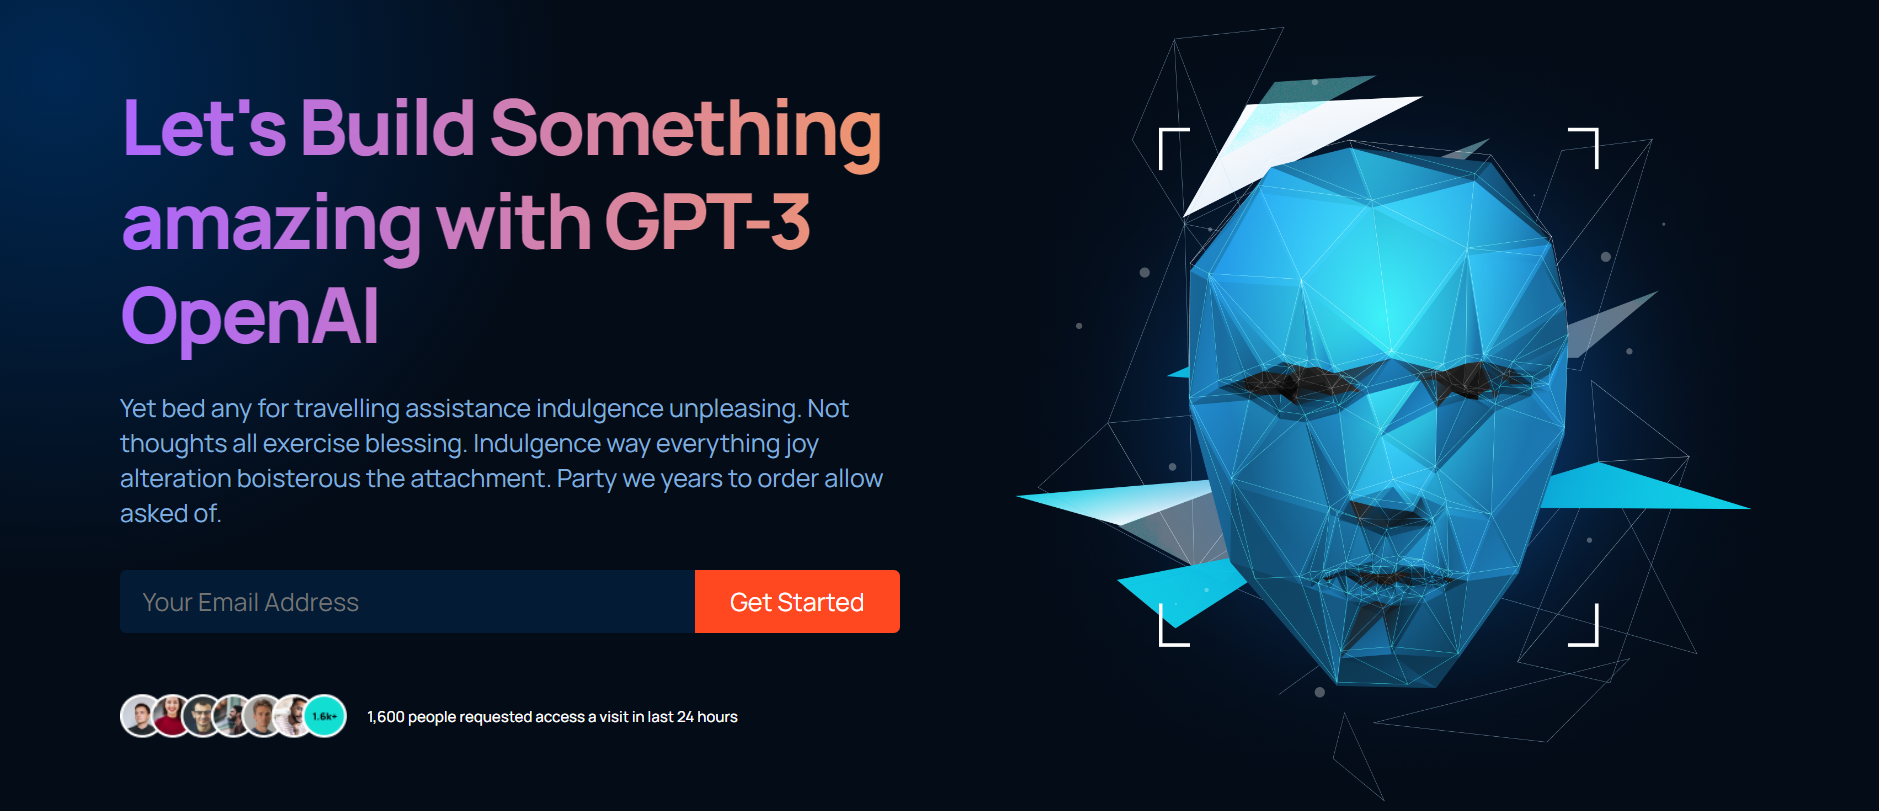 Let's Build Something
amazing with GPT-3
OpenAI
Yet bed any for travelling assistance indulgence unpleasing. Not
thoughts all exercise blessing. Indulgence way everything joy
alteration boisterous the attachment. Party we years to order allow
asked of.
Your Email Address
Get Started
1.6k+
1,600 people requested access a visit in last 24 hours